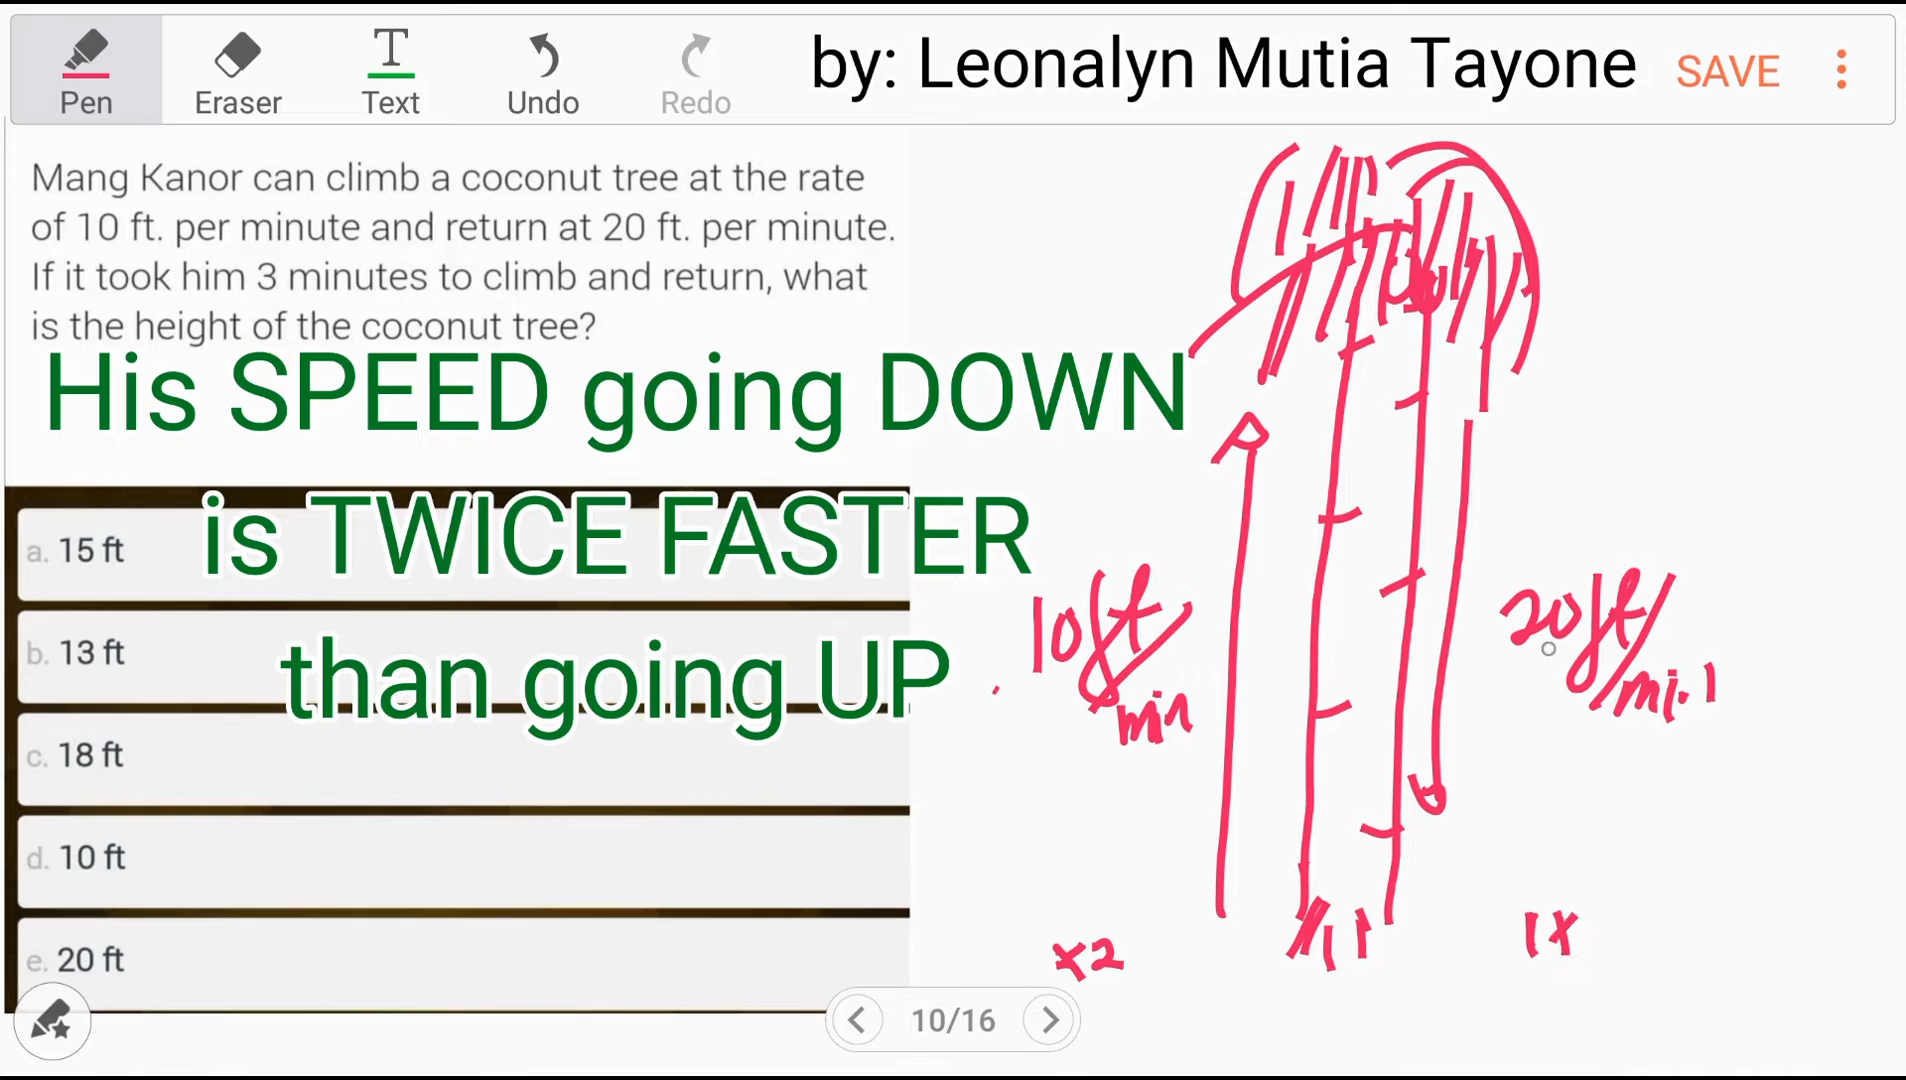 Pen
Eraser
Text
Undo
Redo
by: Leonalyn Mutia Tayone
SAVE
Mang Kanor can climb a coconut tree at the rate
of 10 ft. per minute and return at 20 ft. per minute.
If it took him 3 minutes to climb and return, what
is the height of the coconut tree?
His SPEED going DOWN
is TWICE FASTER
than going UP
a. 15 ft
b. 13 ft
c. 18 ft
d. 10 ft
e. 20 ft
10ft/
min
20ft/
min
x2
1x
10/16